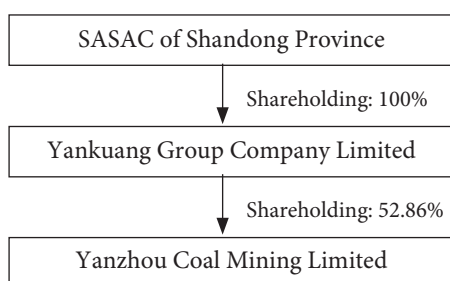 SASAC of Shandong Province
Shareholding: 100%
Yankuang Group Company Limited
Shareholding: 52.86%
Yanzhou Coal Mining Limited